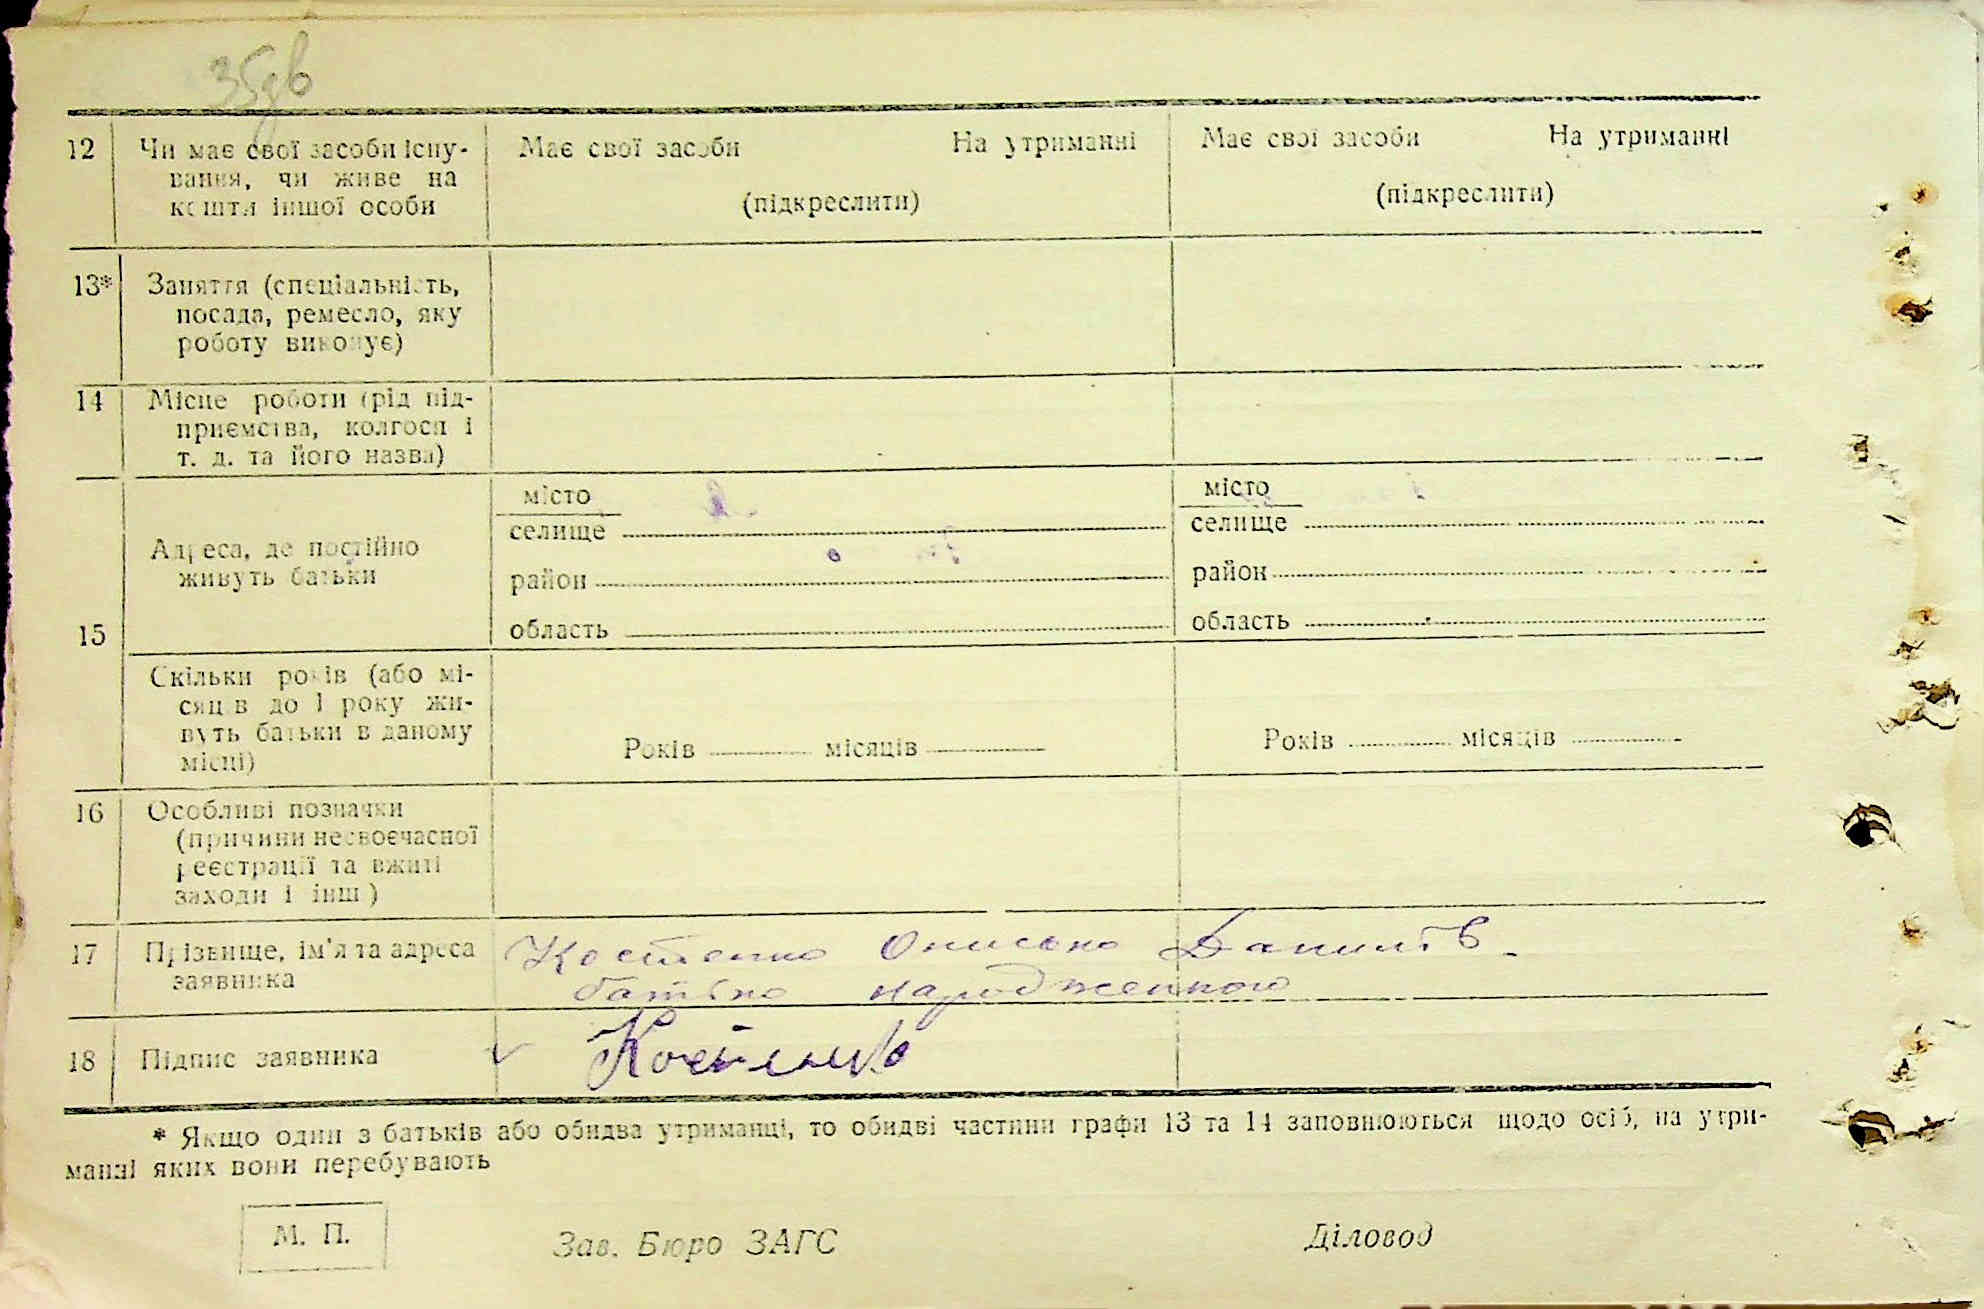 35зв
12 Чи має свої засоби існу- Має свої засоби На утриманні Має свої засоби На утриманні
вання, чи живе на (підкреслити) (підкреслити)
кошти іншої особи
13* Заняття (спеціальність,
посада, ремесло, яку
роботу виконує)
14 Місце роботи (рід під-
приємства, колгосп і
т. д. та його назва)
15 Адреса, де постійно
живуть батьки
місто місто
селище селище
район район
область область
Скільки років (або мі-
сяців до 1 року жи-
вуть батьки в даному
місці)
Років місяців Років місяців
16 Особливі позначки
(причини несвоєчасної
реєстрації та вжиті
заходи і інш)
17 Прізвище, ім'я та адреса Костенко Онисько Данилів.
заявника батько народженного
18 Підпис заявника Костенко
* Якщо один з батьків або обидва утриманці, то обидві частини графи 13 та 14 заповнюються щодо осіб, на утри-
манні яких вони перебувають
М. П. Зав. Бюро ЗАГС Діловод